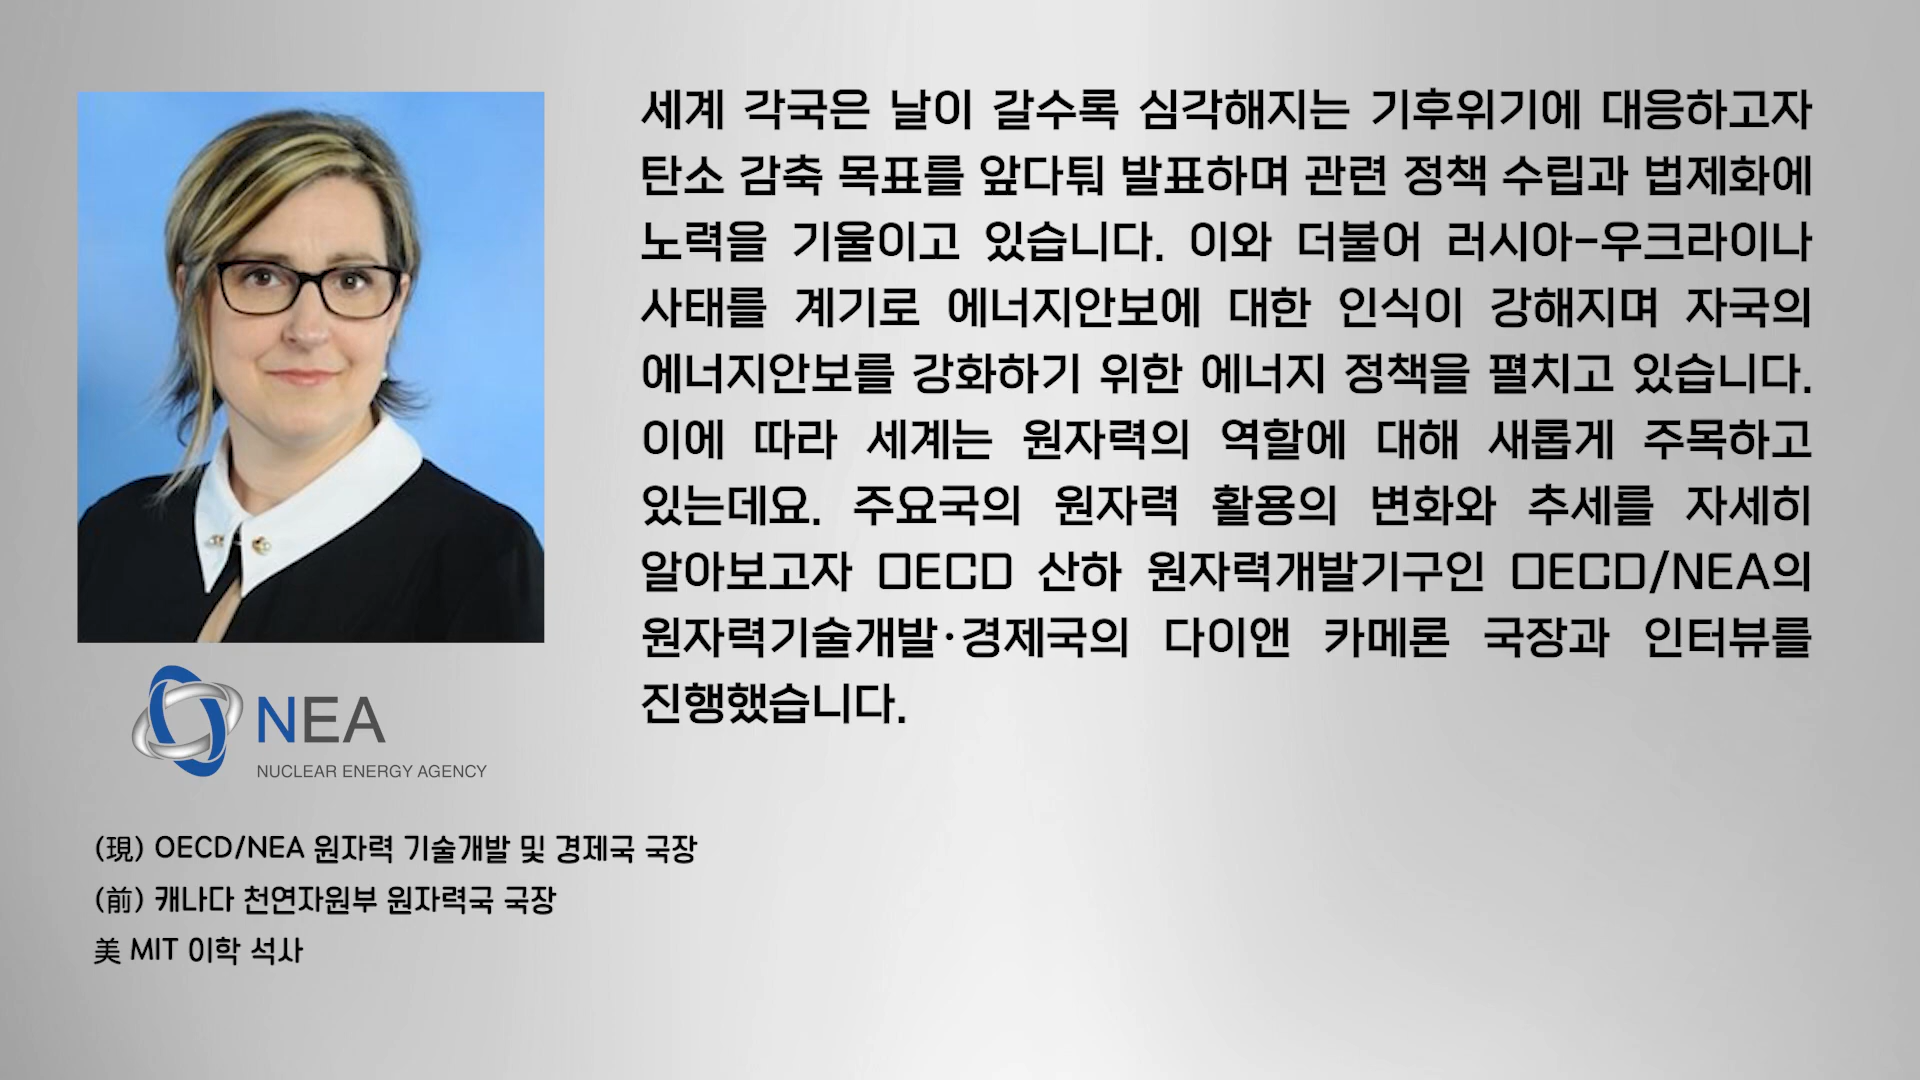 세계 각국은 날이 갈수록 심각해지는 기후위기에 대응하고자
탄소 감축 목표를 앞다퉈 발표하며 관련 정책 수립과 법제화에
노력을 기울이고 있습니다. 이와 더불어 러시아-우크라이나
사태를 계기로 에너지안보에 대한 인식이 강해지며 자국의
에너지안보를 강화하기 위한 에너지 정책을 펼치고 있습니다.
이에 따라 세계는 원자력의 역할에 대해 새롭게 주목하고
있는데요. 주요국의 원자력 활용의 변화와 추세를 자세히
알아보고자 OECD 산하 원자력개발기구인 OECD/NEA의
원자력기술개발·경제국의 다이앤 카메론 국장과 인터뷰를
진행했습니다.
NEA
NUCLEAR ENERGY AGENCY
(現) OECD/NEA 원자력 기술개발 및 경제국 국장
(前) 캐나다 천연자원부 원자력국 국장
美 MIT 이학 석사